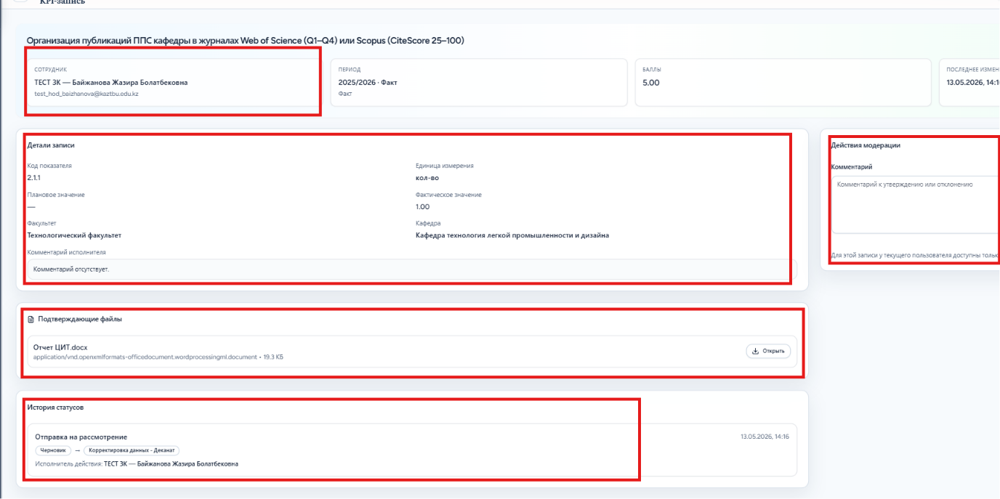 KPI-запись
Организация публикаций ППС кафедры в журналах Web of Science (Q1–Q4) или Scopus (CiteScore 25–100)
СОТРУДНИК
ТЕСТ ЗК — Байжанова Жазира Болатбековна
test_hod_baizhanova@kaztbu.edu.kz
ПЕРИОД
2025/2026 · Факт
Факт
БАЛЛЫ
5.00
ПОСЛЕДНЕЕ ИЗМЕН
13.05.2026, 14:1
Детали записи
Код показателя
2.1.1
Единица измерения
кол-во
Плановое значение
—
Фактическое значение
1.00
Факультет
Технологический факультет
Кафедра
Кафедра технология легкой промышленности и дизайна
Комментарий исполнителя
Комментарий отсутствует.
Действия модерации
Комментарий
Комментарий к утверждению или отклонению
Для этой записи у текущего пользователя доступны тольк
Подтверждающие файлы
Отчет ЦИТ.docx
application/vnd.openxmlformats-officedocument.wordprocessingml.document • 19.3 КБ
Открыть
История статусов
Отправка на рассмотрение
13.05.2026, 14:16
Черновик → Корректировка данных - Деканат
Исполнитель действия: ТЕСТ ЗК — Байжанова Жазира Болатбековна